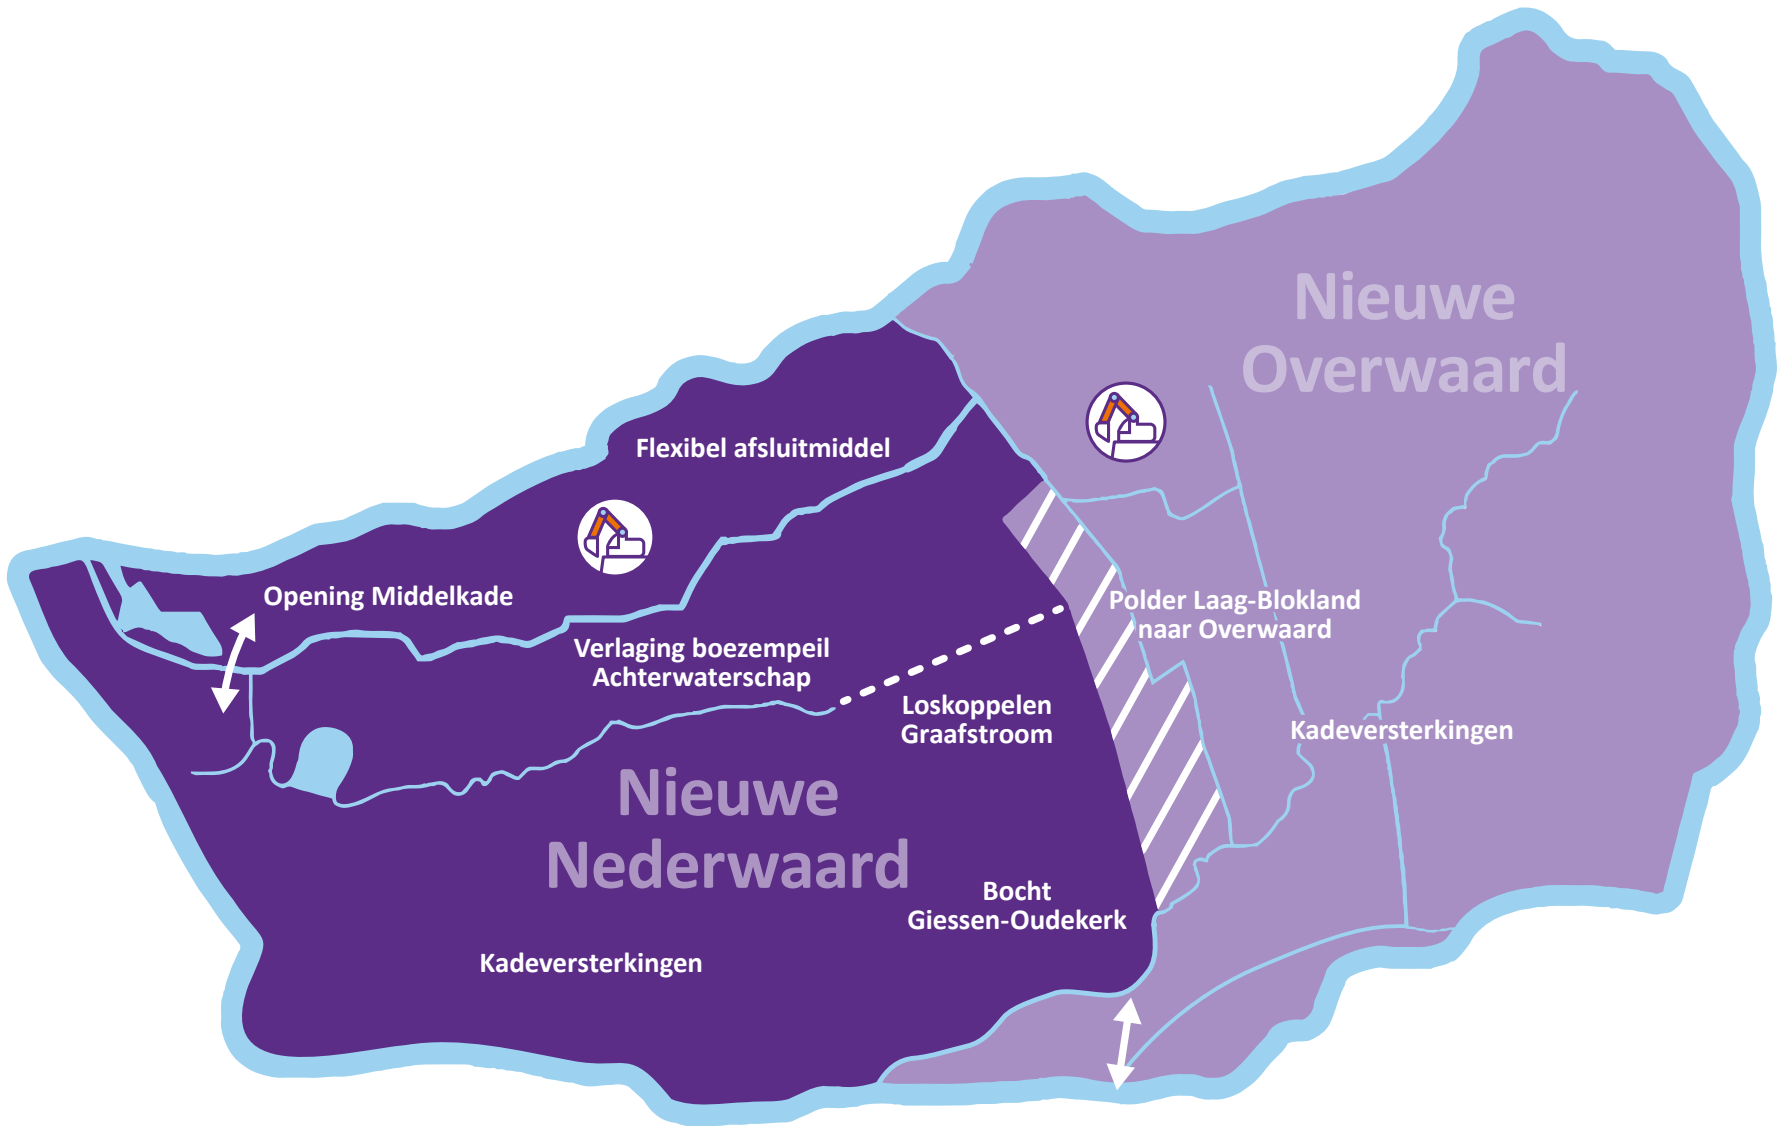 Nieuwe
Overwaard
Flexibel afsluitmiddel
Opening Middelkade
Verlaging boezempeil
Achterwaterschap
Polder Laag-Blokland
naar Overwaard
Loskoppelen
Graafstroom
Kadeversterkingen
Nieuwe
Nederwaard
Bocht
Giessen-Oudekerk
Kadeversterkingen